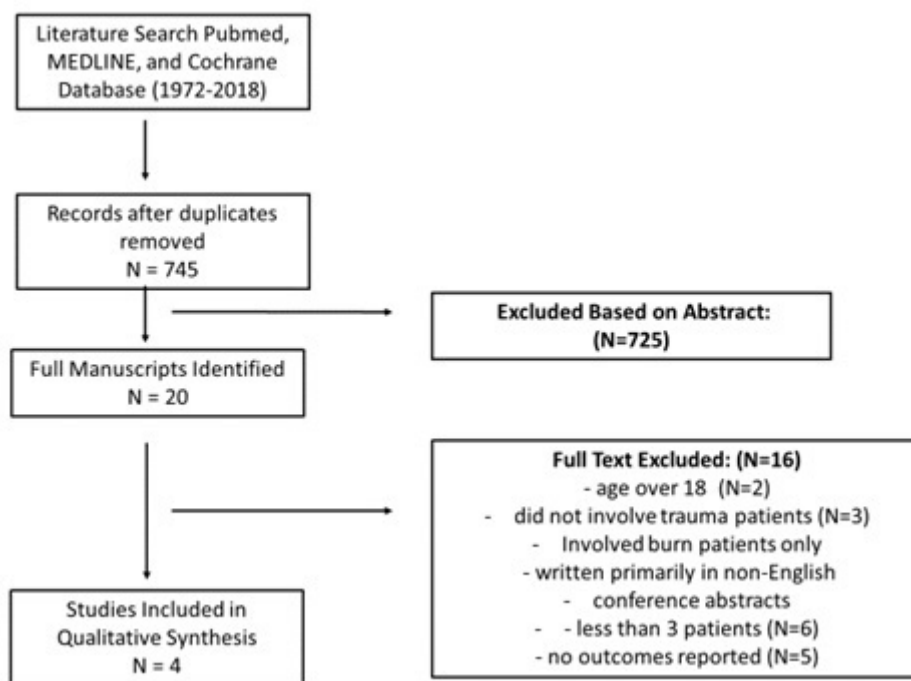 Literature Search Pubmed,
MEDLINE, and Cochrane
Database (1972-2018)
Records after duplicates
removed
N = 745
Excluded Based on Abstract:
(N=725)
Full Manuscripts Identified
N = 20
Full Text Excluded: (N=16)
- age over 18 (N=2)
- did not involve trauma patients (N=3)
- Involved burn patients only
- written primarily in non-English
- conference abstracts
- - less than 3 patients (N=6)
- no outcomes reported (N=5)
Studies Included in
Qualitative Synthesis
N = 4